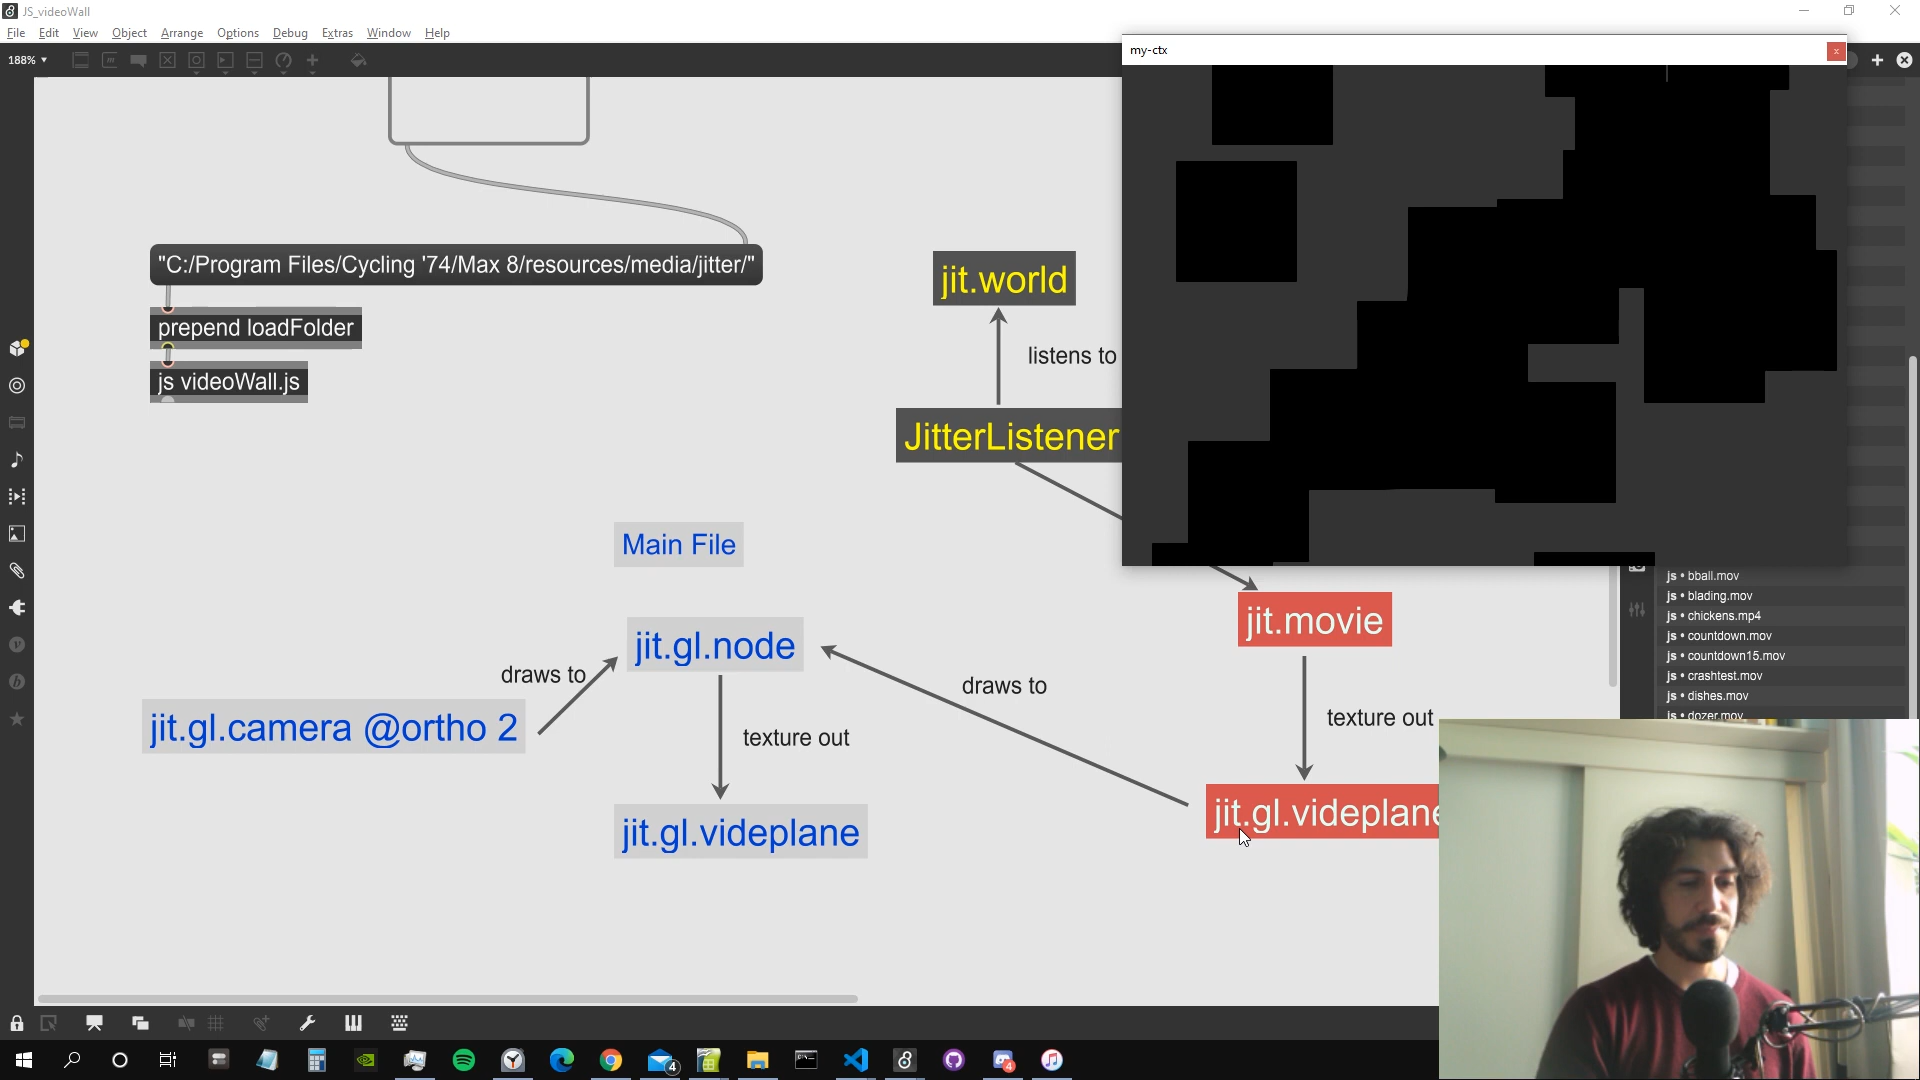 JS_videoWall
File Edit View Object Arrange Options Debug Extras Window Help
188%
my-ctx
x
"C:/Program Files/Cycling '74/Max 8/resources/media/jitter/"
prepend loadFolder
js videoWall.js
jit.world
listens to
JitterListener
Main File
jit.movie
jit.gl.node
draws to
draws to
jit.gl.camera @ortho 2
texture out
texture out
jit.gl.videplane
jit.gl.videplane
js • bball.mov
js • blading.mov
js • chickens.mp4
js • countdown.mov
js • countdown15.mov
js • crashtest.mov
js • dishes.mov
js • dozer.mov
4
4